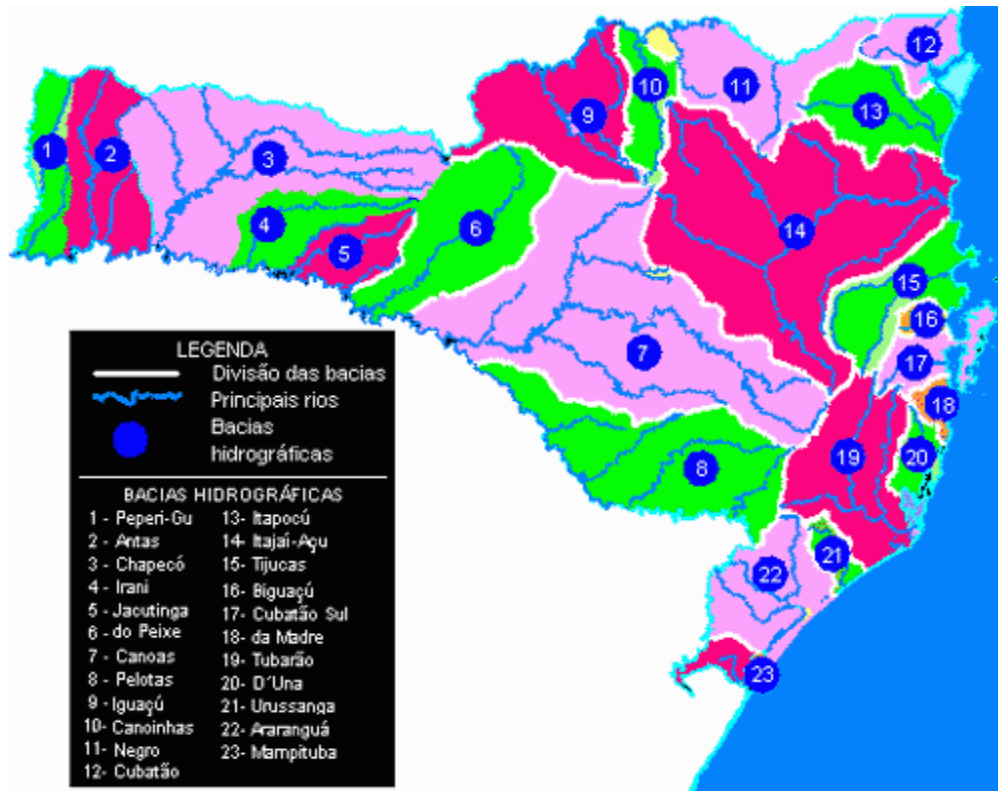 12
10
11
9
13
1
2
3
4
6
14
5
15
16
7
17
18
8
19
20
21
22
23
LEGENDA
Divisão das bacias
Principais rios
Bacias
hidrográficas
BACIAS HIDROGRÁFICAS
1 - Peperi-Gu
2 - Antas
3 - Chapecó
4 - Irani
5 - Jacutinga
6 - do Peixe
7 - Canoas
8 - Pelotas
9 - Iguaçú
10- Canoinhas
11- Negro
12- Cubatão
13- Itapocú
14- Itajaí-Açu
15- Tijucas
16- Biguaçú
17- Cubatão Sul
18- da Madre
19- Tubarão
20- D´Una
21- Urussanga
22- Araranguá
23- Mampituba